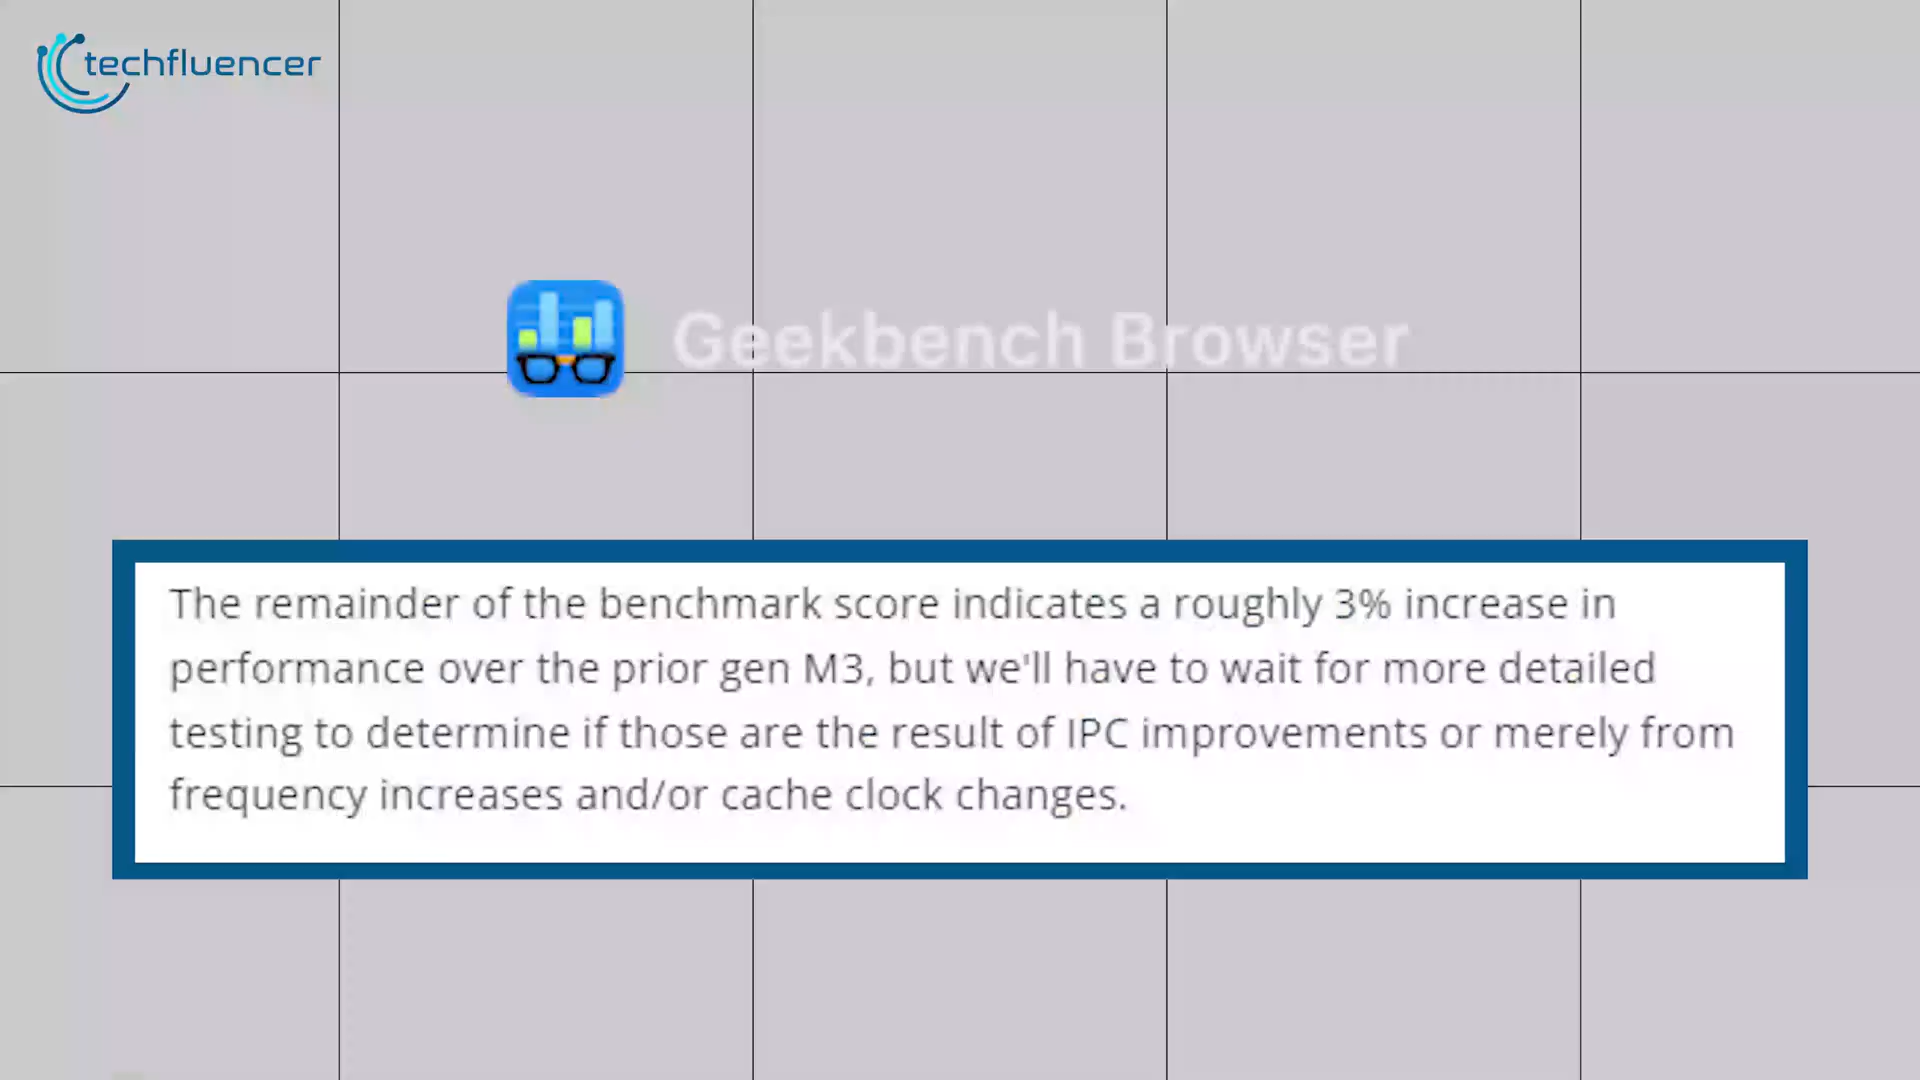 techfluencer
Geekbench Browser
The remainder of the benchmark score indicates a roughly 3% increase in
performance over the prior gen M3, but we'll have to wait for more detailed
testing to determine if those are the result of IPC improvements or merely from
frequency increases and/or cache clock changes.